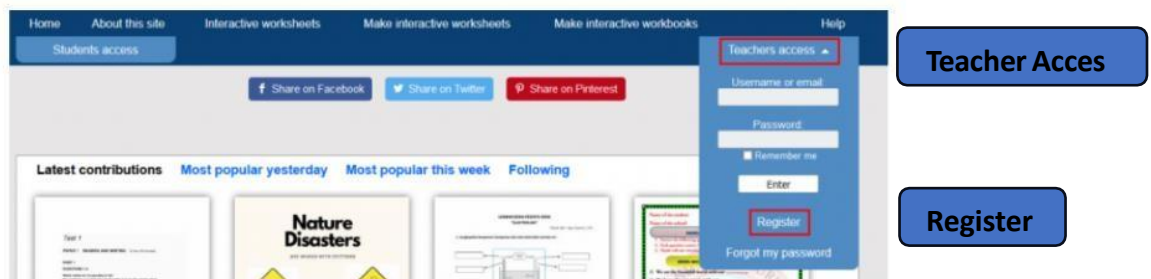 Home About this site Interactive worksheets Make interactive worksheets Make interactive workbooks Help
Students access
Teachers access
Teacher Acces
Username or email:
Share on Facebook
Share on Twitter
Share on Pinterest
Password:
Remember me
Enter
Latest contributions Most popular yesterday Most popular this week Following
Register
Register
Forgot my password
Test 1
Nature
Disasters